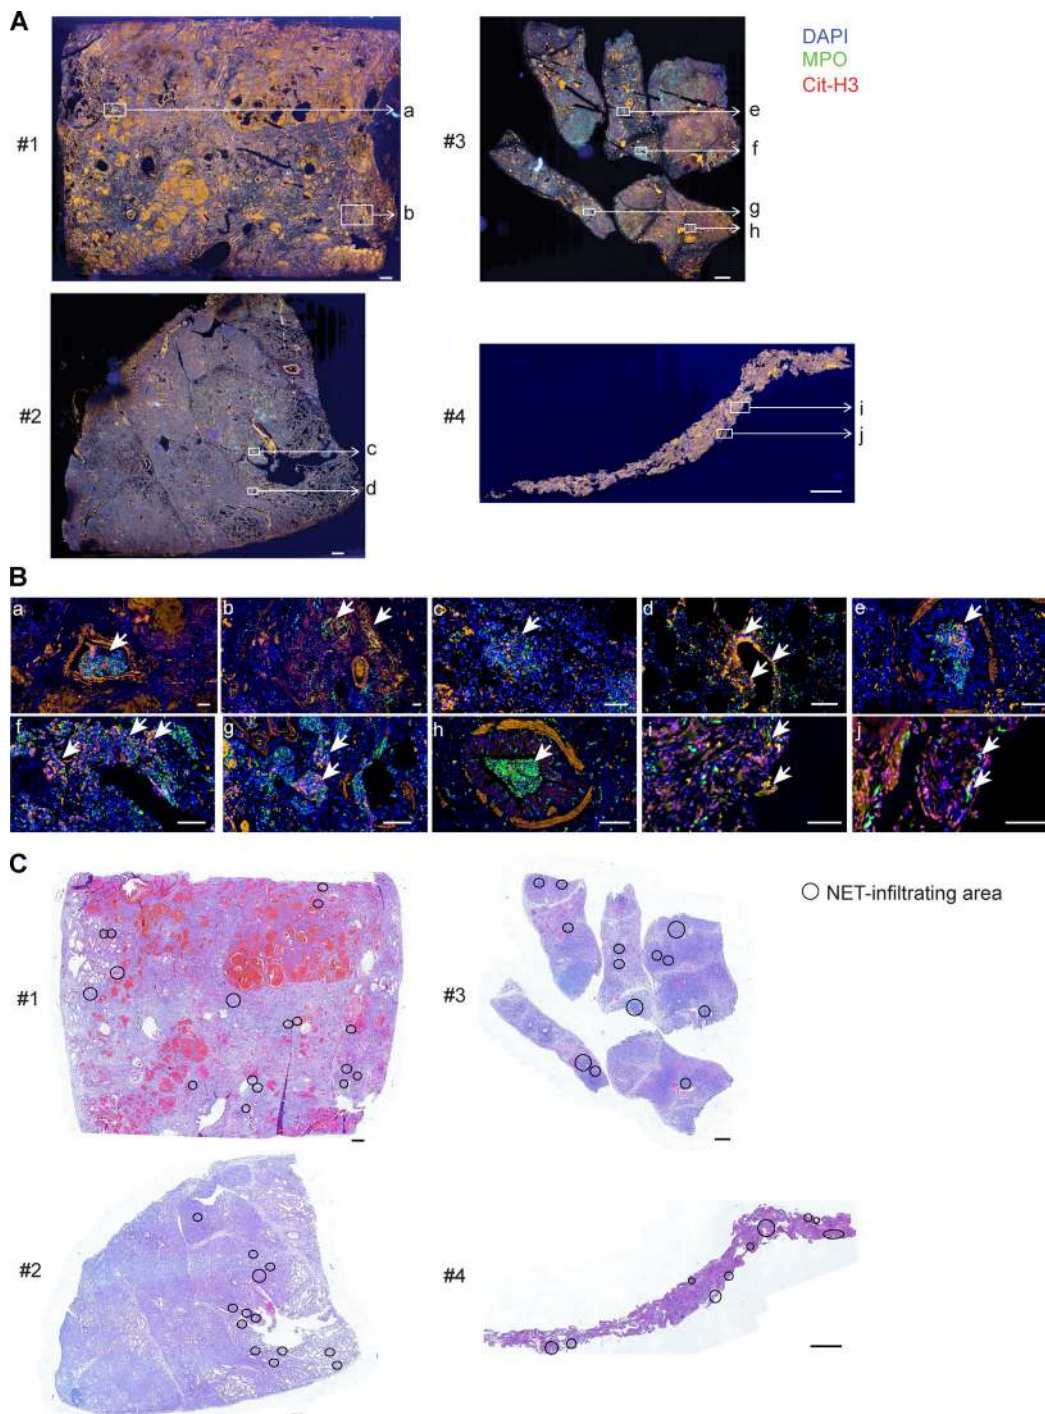 A
#1
a
b
#3
e
f
g
h
DAPI
MPO
Cit-H3
#2
c
d
#4
i
j
B
a
b
c
d
e
f
g
h
i
j
C
#1
#3
NET-infiltrating area
#2
#4